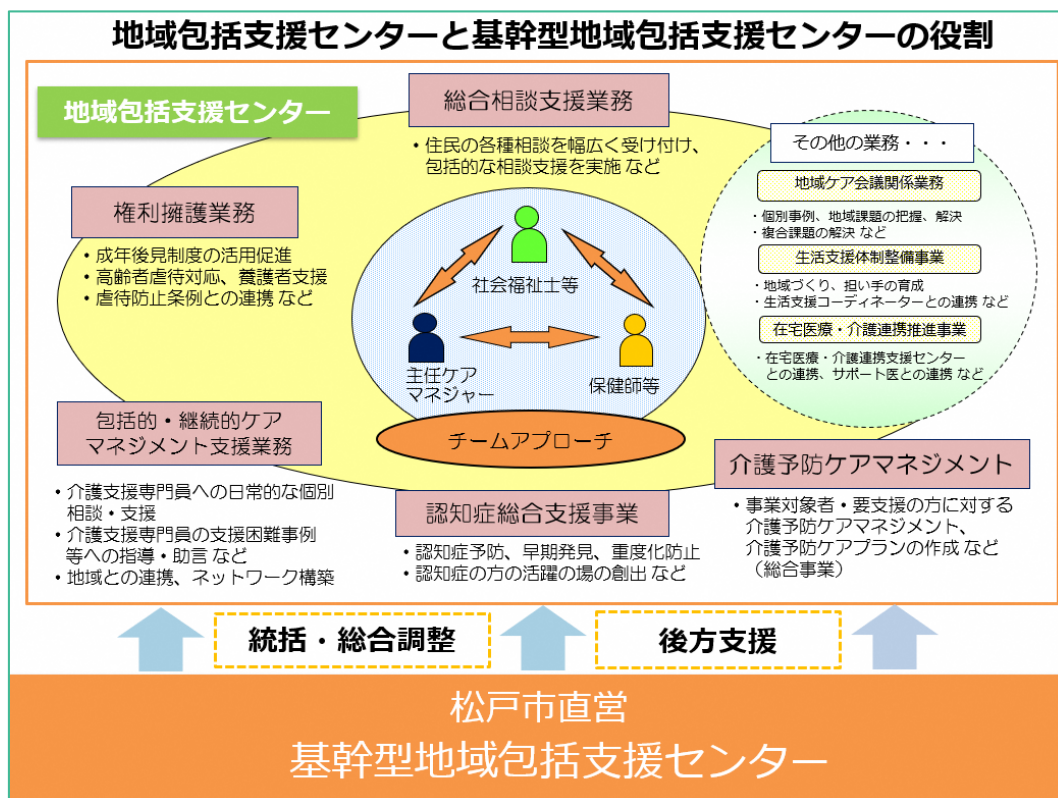 地域包括支援センターと基幹型地域包括支援センターの役割
地域包括支援センター
総合相談支援業務
・住民の各種相談を幅広く受け付け、
包括的な相談支援を実施 など
権利擁護業務
・成年後見制度の活用促進
・高齢者虐待対応、養護者支援
・虐待防止条例との連携 など
その他の業務・・・
地域ケア会議関係業務
・個別事例、地域課題の把握、解決
・複合課題の解決 など
生活支援体制整備事業
・地域づくり、担い手の育成
・生活支援コーディネーターとの連携 など
在宅医療・介護連携推進事業
・在宅医療・介護連携支援センター
との連携、サポート医との連携 など
社会福祉士等
主任ケア
マネジャー
保健師等
チームアプローチ
包括的・継続的ケア
マネジメント支援業務
・介護支援専門員への日常的な個別
相談・支援
・介護支援専門員の支援困難事例
等への指導・助言 など
・地域との連携、ネットワーク構築
認知症総合支援事業
・認知症予防、早期発見、重度化防止
・認知症の方の活躍の場の創出 など
介護予防ケアマネジメント
・事業対象者・要支援の方に対する
介護予防ケアマネジメント、
介護予防ケアプランの作成 など
（総合事業）
統括・総合調整
後方支援
松戸市直営
基幹型地域包括支援センター